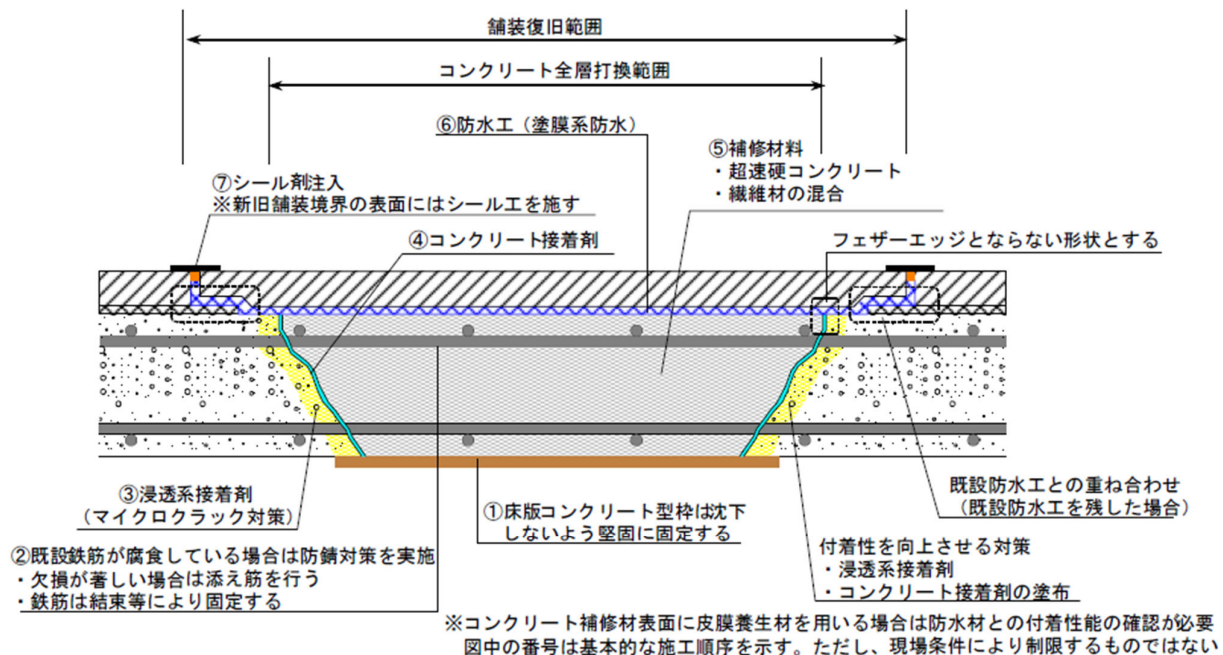 舗装復旧範囲
コンクリート全層打換範囲
⑥防水工（塗膜系防水）
⑤補修材料
・超速硬コンクリート
・繊維材の混合
⑦シール剤注入
※新旧舗装境界の表面にはシール工を施す
④コンクリート接着剤
フェザーエッジとならない形状とする
③浸透系接着剤
（マイクロクラック対策）
①床版コンクリート型枠は沈下
しないよう堅固に固定する
既設防水工との重ね合わせ
（既設防水工を残した場合）
②既設鉄筋が腐食している場合は防錆対策を実施
・欠損が著しい場合は添え筋を行う
・鉄筋は結束等により固定する
付着性を向上させる対策
・浸透系接着剤
・コンクリート接着剤の塗布
※コンクリート補修材表面に皮膜養生材を用いる場合は防水材との付着性能の確認が必要
図中の番号は基本的な施工順序を示す。ただし、現場条件により制限するものではない